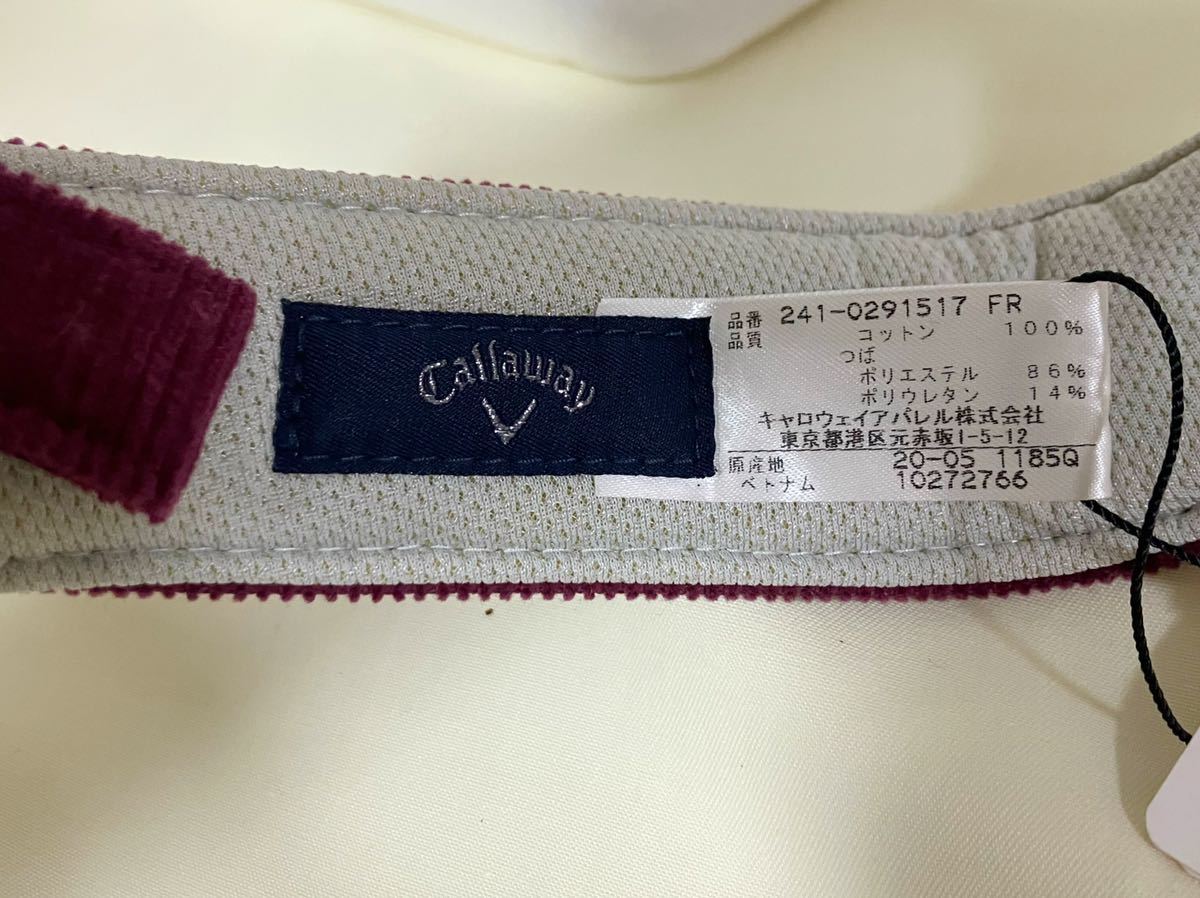 Callaway
品番 241-0291517 FR
品質 コットン 100%
つば
ポリエステル 86%
ポリウレタン 14%
キャロウェイアパレル株式会社
東京都港区元赤坂1-5-12
原産地 20-05 1185Q
ベトナム 10272766